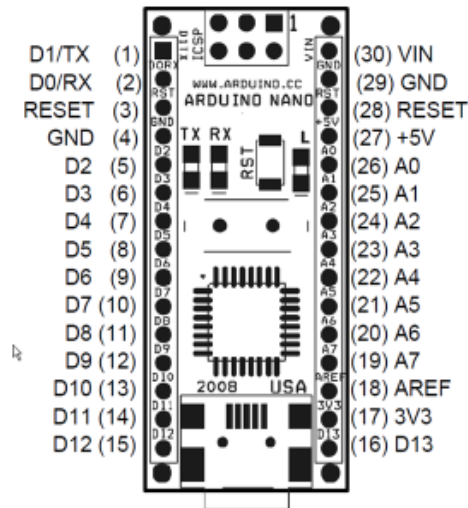 D1/TX (1)
D0/RX (2)
RESET (3)
GND (4)
D2 (5)
D3 (6)
D4 (7)
D5 (8)
D6 (9)
D7 (10)
D8 (11)
D9 (12)
D10 (13)
D11 (14)
D12 (15)
ICSP
1
WWW.ARDUINO.CC
ARDUINO NANO
TX RX
RST
L
2008 USA
RST
GND
D2
D3
D4
D5
D6
D7
D8
D9
D10
D11
D12
VIN
GND
RST
+5V
A0
A1
A2
A3
A4
A5
A6
A7
AREF
3V3
D13
(30) VIN
(29) GND
(28) RESET
(27) +5V
(26) A0
(25) A1
(24) A2
(23) A3
(22) A4
(21) A5
(20) A6
(19) A7
(18) AREF
(17) 3V3
(16) D13